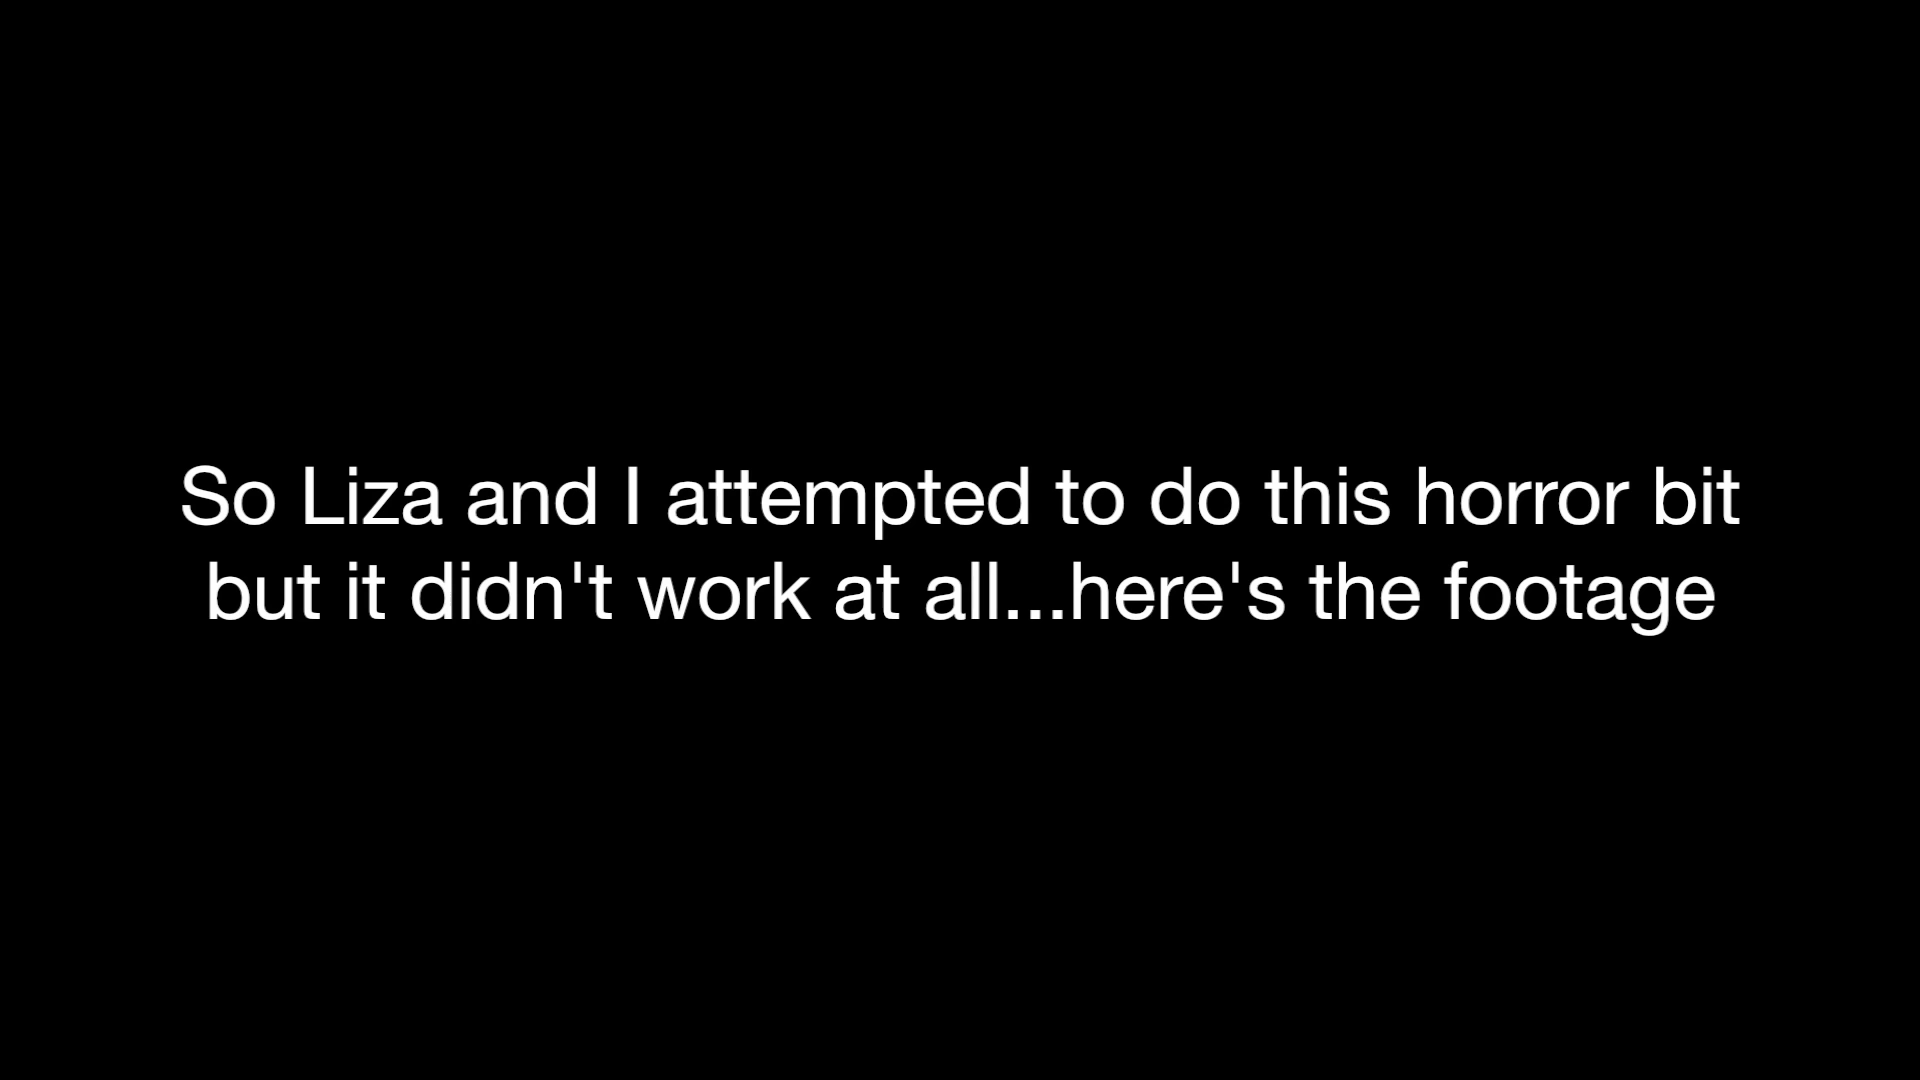 So Liza and I attempted to do this horror bit
but it didn't work at all...here's the footage